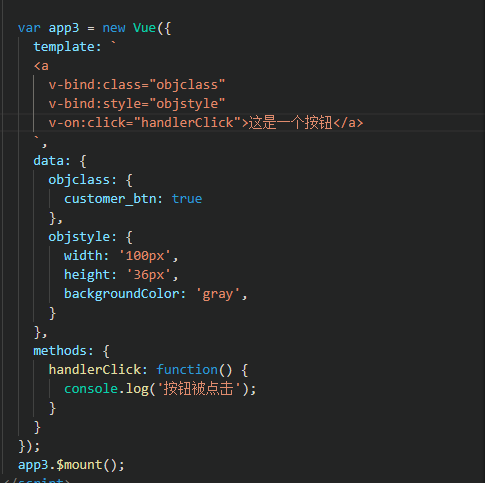 var app3 = new Vue({
template: `
<a
v-bind:class="objclass"
v-bind:style="objstyle"
v-on:click="handlerClick">这是一个按钮</a>
`,
data: {
objclass: {
customer_btn: true
},
objstyle: {
width: '100px',
height: '36px',
backgroundColor: 'gray',
}
},
methods: {
handlerClick: function() {
console.log('按钮被点击');
}
}
});
app3.$mount();
</script>